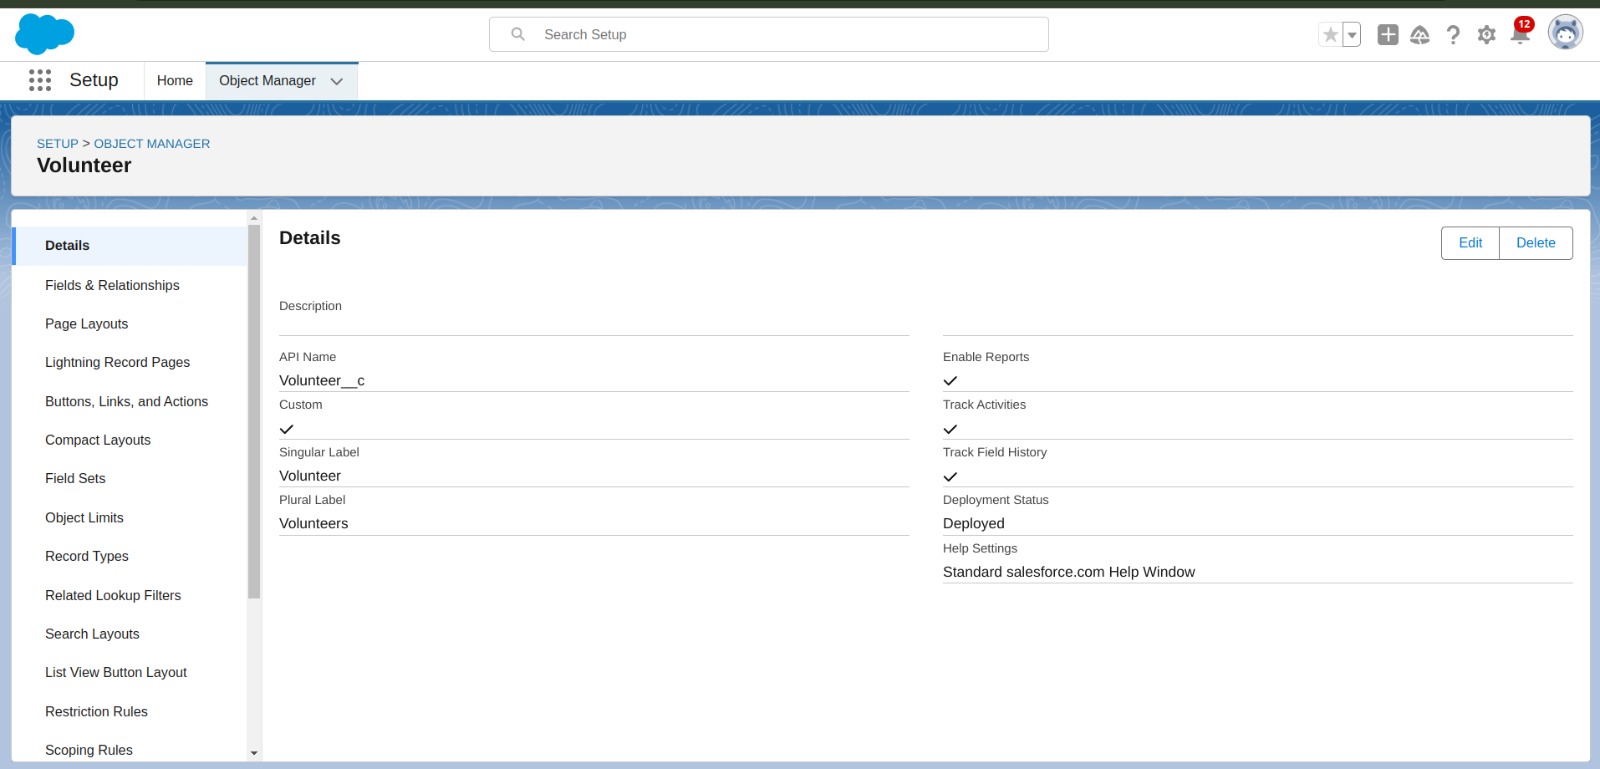 Search Setup
12
Setup
Home
Object Manager
SETUP > OBJECT MANAGER
Volunteer
Details
Fields & Relationships
Page Layouts
Lightning Record Pages
Buttons, Links, and Actions
Compact Layouts
Field Sets
Object Limits
Record Types
Related Lookup Filters
Search Layouts
List View Button Layout
Restriction Rules
Scoping Rules
Details
Edit
Delete
Description
API Name
Volunteer__c
Custom
Singular Label
Volunteer
Plural Label
Volunteers
Enable Reports
Track Activities
Track Field History
Deployment Status
Deployed
Help Settings
Standard salesforce.com Help Window